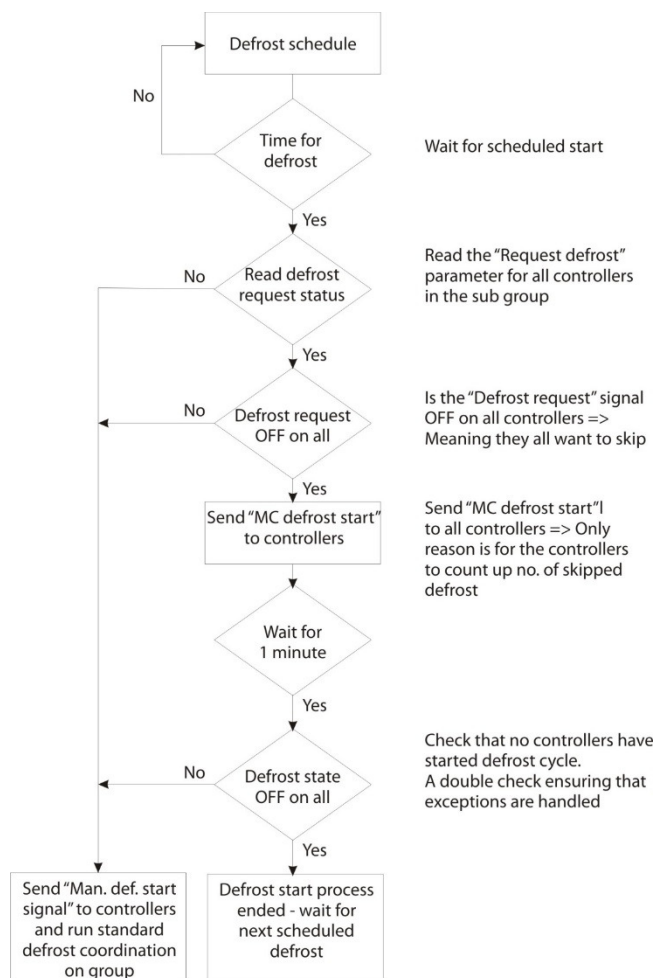 Defrost schedule
No
Time for
defrost
Wait for scheduled start
Yes
Read the “Request defrost”
parameter for all controllers
in the sub group
No
Read defrost
request status
Yes
No
Defrost request
OFF on all
Is the “Defrost request” signal
OFF on all controllers =>
Meaning they all want to skip
Yes
Send “MC defrost start”
to controllers
Send “MC defrost start”l
to all controllers => Only
reason is for the controllers
to count up no. of skipped
defrost
Wait for
1 minute
Yes
Check that no controllers have
started defrost cycle.
A double check ensuring that
exceptions are handled
No
Defrost state
OFF on all
Yes
Send “Man. def. start
signal” to controllers
and run standard
defrost coordination
on group
Defrost start process
ended - wait for
next scheduled
defrost